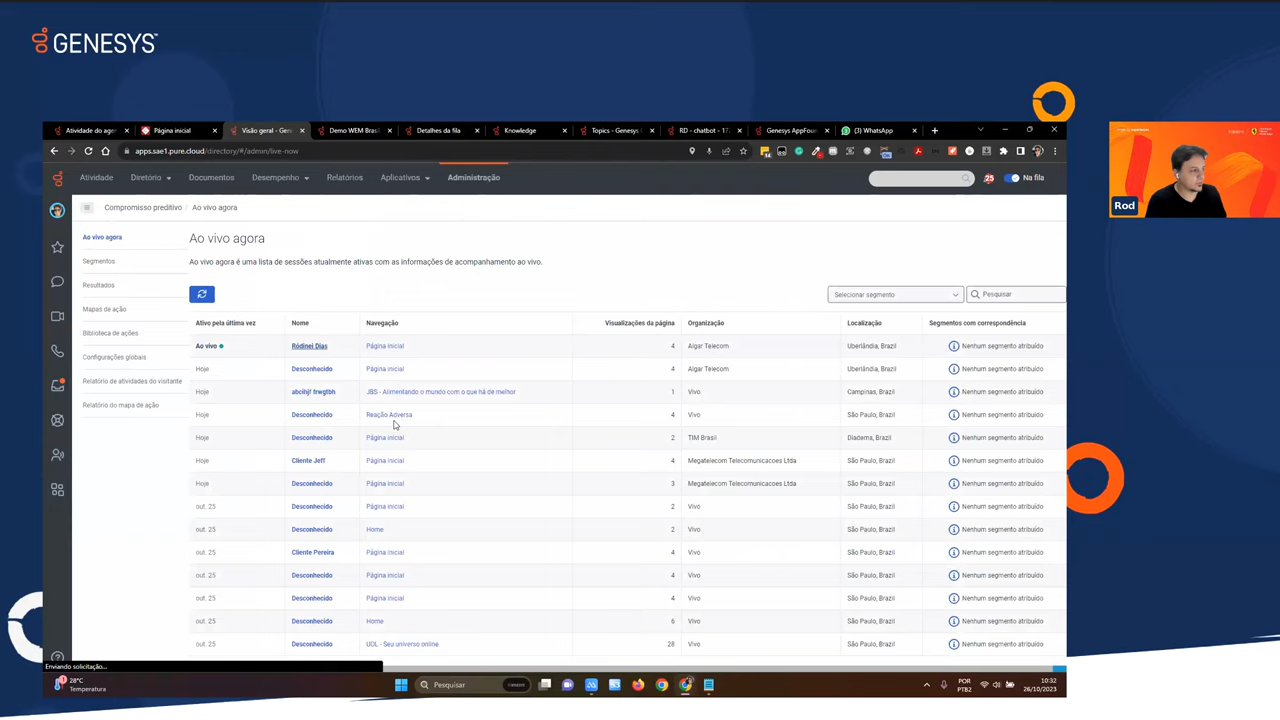 GENESYS
Atividade do ager
Página inicial
Visão geral - Gen
Demo WEM Brasil
Detalhes da fila
Knowledge
Topics - Genesys
RD - chatbot - 17
Genesys AppFoun
(3) WhatsApp
apps.sae1.pure.cloud/directory/#/admin/live-now
Atividade Diretório Documentos Desempenho Relatórios Aplicativos Administração
25 Na fila
Compromisso preditivo / Ao vivo agora
Rod
Ao vivo agora
Segmentos
Resultados
Mapas de ação
Biblioteca de ações
Configurações globais
Relatório de atividades do visitante
Relatório do mapa de ação
Ao vivo agora
Ao vivo agora é uma lista de sessões atualmente ativas com as informações de acompanhamento ao vivo.
Selecionar segmento
Pesquisar
Ativo pela última vez Nome Navegação Visualizações da página Organização Localização Segmentos com correspondência
Ao vivo Ródinei Dias Página inicial 4 Algar Telecom Uberlândia, Brazil Nenhum segmento atribuído
Hoje Desconhecido Página inicial 4 Algar Telecom Uberlândia, Brazil Nenhum segmento atribuído
Hoje abcihjf frwgtbh JBS - Alimentando o mundo com o que há de melhor 1 Vivo Campinas, Brazil Nenhum segmento atribuído
Hoje Desconhecido Reação Adversa 4 Vivo São Paulo, Brazil Nenhum segmento atribuído
Hoje Desconhecido Página inicial 2 TIM Brasil Diadema, Brazil Nenhum segmento atribuído
Hoje Cliente Jeff Página inicial 4 Megatelecom Telecomunicacoes Ltda São Paulo, Brazil Nenhum segmento atribuído
Hoje Desconhecido Página inicial 3 Megatelecom Telecomunicacoes Ltda São Paulo, Brazil Nenhum segmento atribuído
out. 25 Desconhecido Página inicial 2 Vivo São Paulo, Brazil Nenhum segmento atribuído
out. 25 Desconhecido Home 2 Vivo São Paulo, Brazil Nenhum segmento atribuído
out. 25 Cliente Pereira Página inicial 4 Vivo São Paulo, Brazil Nenhum segmento atribuído
out. 25 Desconhecido Página inicial 4 Vivo São Paulo, Brazil Nenhum segmento atribuído
out. 25 Desconhecido Página inicial 4 Vivo São Paulo, Brazil Nenhum segmento atribuído
out. 25 Desconhecido Home 6 Vivo São Paulo, Brazil Nenhum segmento atribuído
out. 25 Desconhecido UOL - Seu universo online 28 Vivo São Paulo, Brazil Nenhum segmento atribuído
Enviando solicitação...
28°C
Temperatura
Pesquisar
POR
PTB2
10:32
26/10/2023